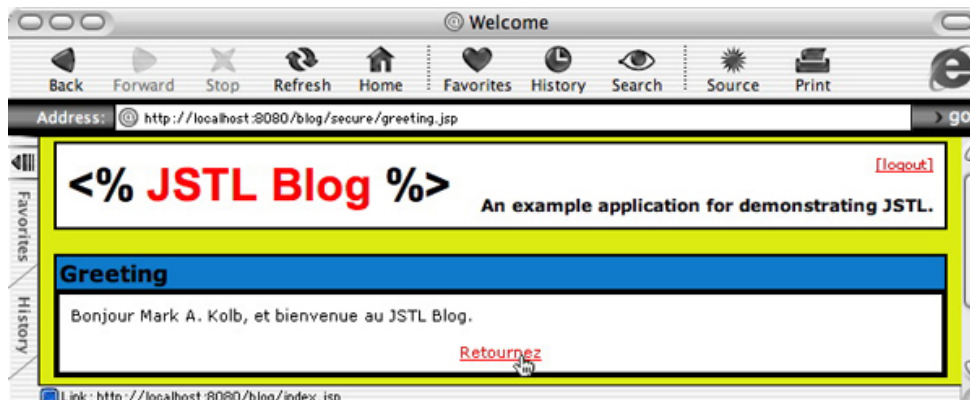 @ Welcome
Back Forward Stop Refresh Home Favorites History Search Source Print
Address: @ http://localhost:8080/blog/secure/greeting.jsp go
Favorites
History
<% JSTL Blog %>
[logout]
An example application for demonstrating JSTL.
Greeting
Bonjour Mark A. Kolb, et bienvenue au JSTL Blog.
Retournez
Link: http://localhost:8080/blog/index.jsp